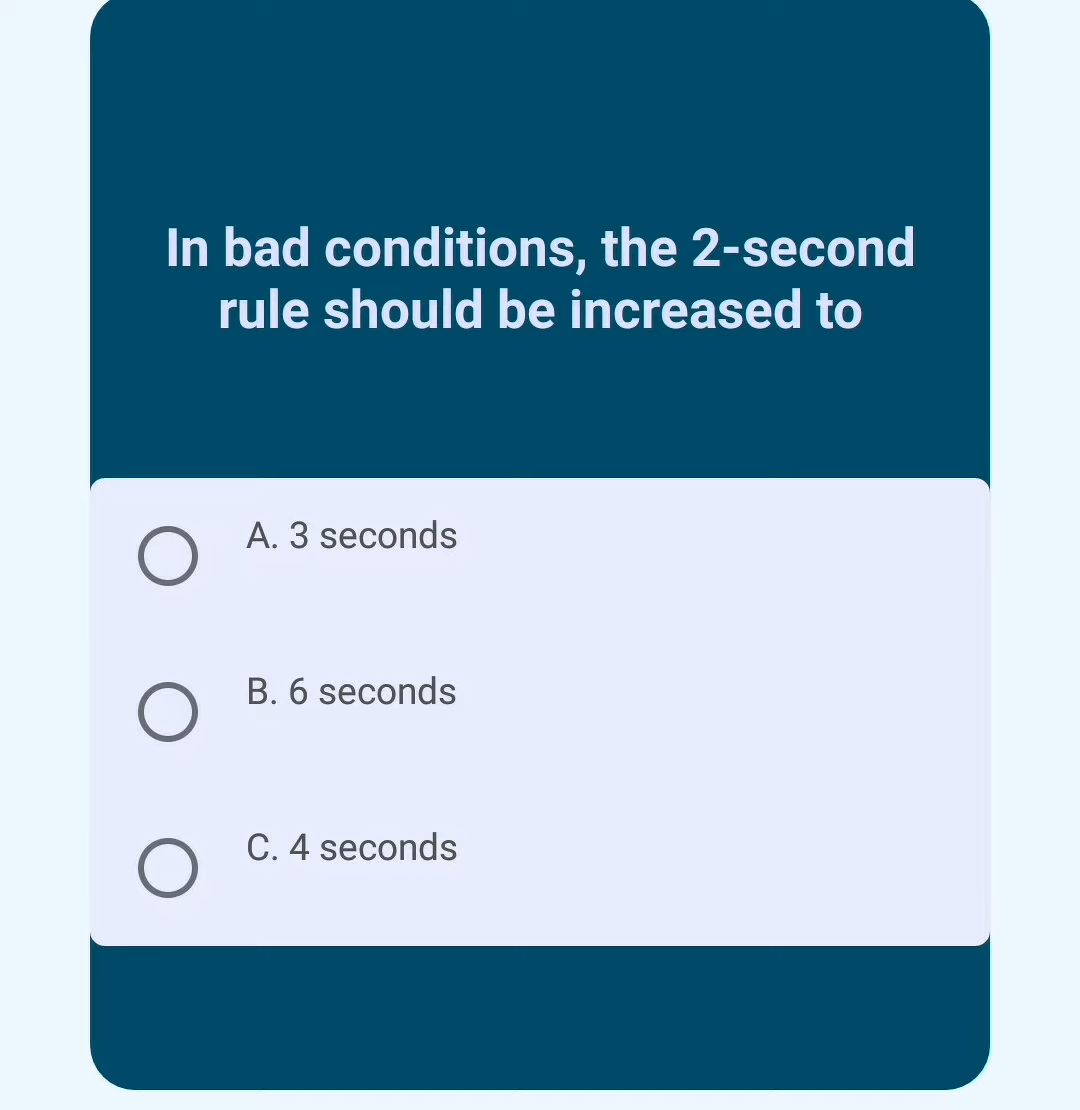 In bad conditions, the 2-second
rule should be increased to
A. 3 seconds
B. 6 seconds
C. 4 seconds